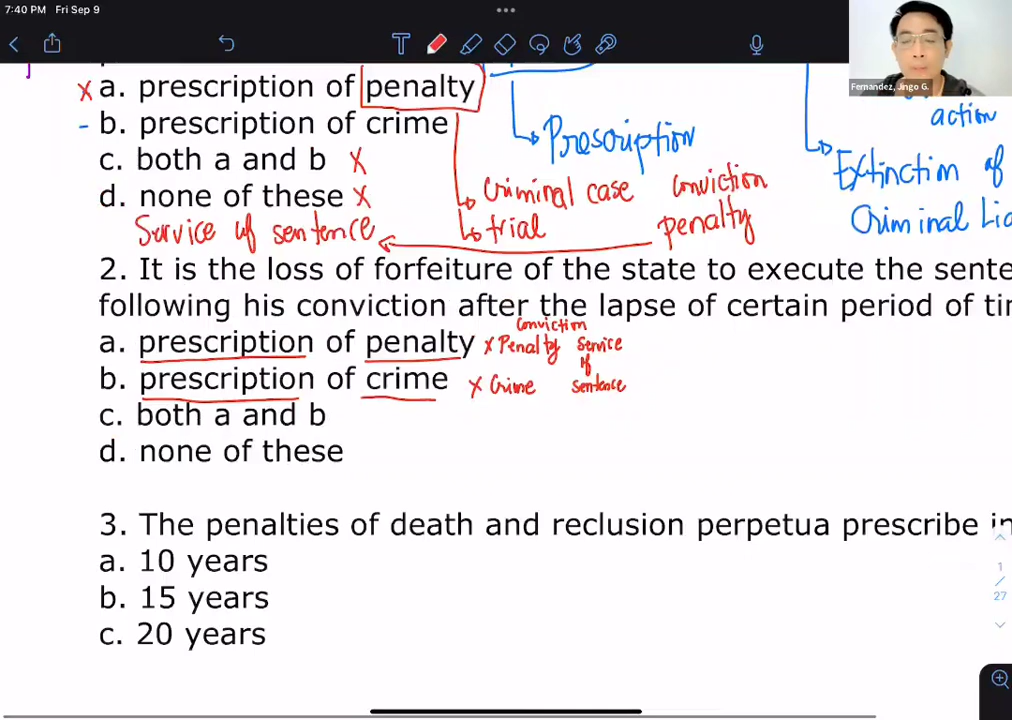 7:40 PM Fri Sep 9
Fernandez, Jingo G.
x a. prescription of penalty
- b. prescription of crime
c. both a and b x
d. none of these x
Prescription
action
Extinction of
Criminal Lia
Criminal case conviction
trial penalty
Service of sentence
2. It is the loss of forfeiture of the state to execute the sente
following his conviction after the lapse of certain period of tim
a. prescription of penalty x Penalty Service
Conviction
of
b. prescription of crime x Crime sentence
c. both a and b
d. none of these
3. The penalties of death and reclusion perpetua prescribe in
a. 10 years
b. 15 years
c. 20 years
1
/
27